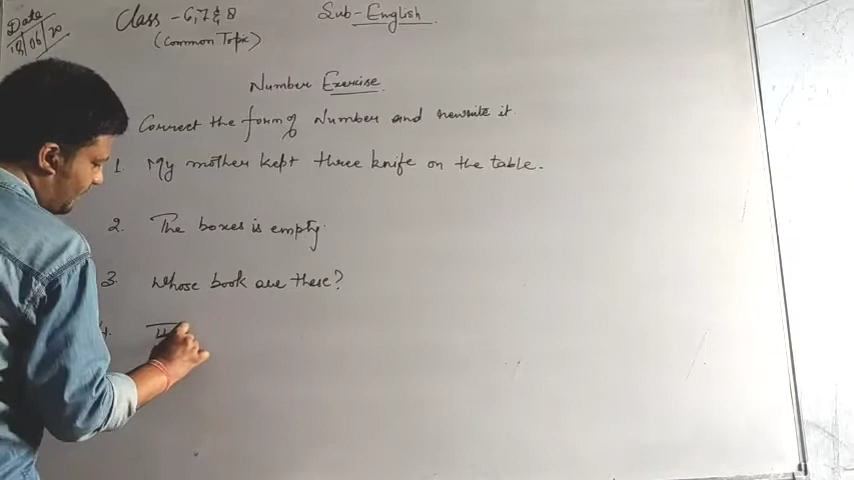 Date
18/06/20
Class - 6,7 & 8
(Common Topic)
Sub- English.
Number Exercise.
Correct the form of Number and rewrite it.
1. My mother kept three knife on the table.
2. The boxes is empty.
3. Whose book are these?
4.